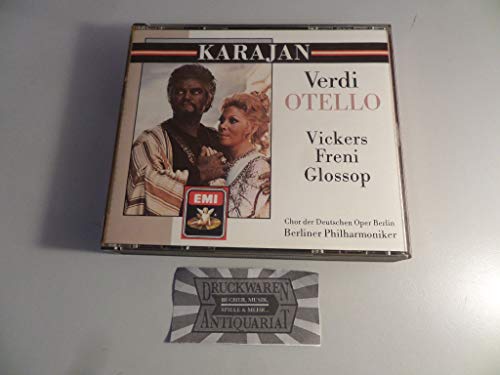 KARAJAN
Verdi
OTELLO
Vickers
Freni
Glossop
Chor der Deutschen Oper Berlin
Berliner Philharmoniker
EMI
DRUCKWAREN
BÜCHER, MUSIK,
SPIELE & MEHR...
ANTIQUARIAT